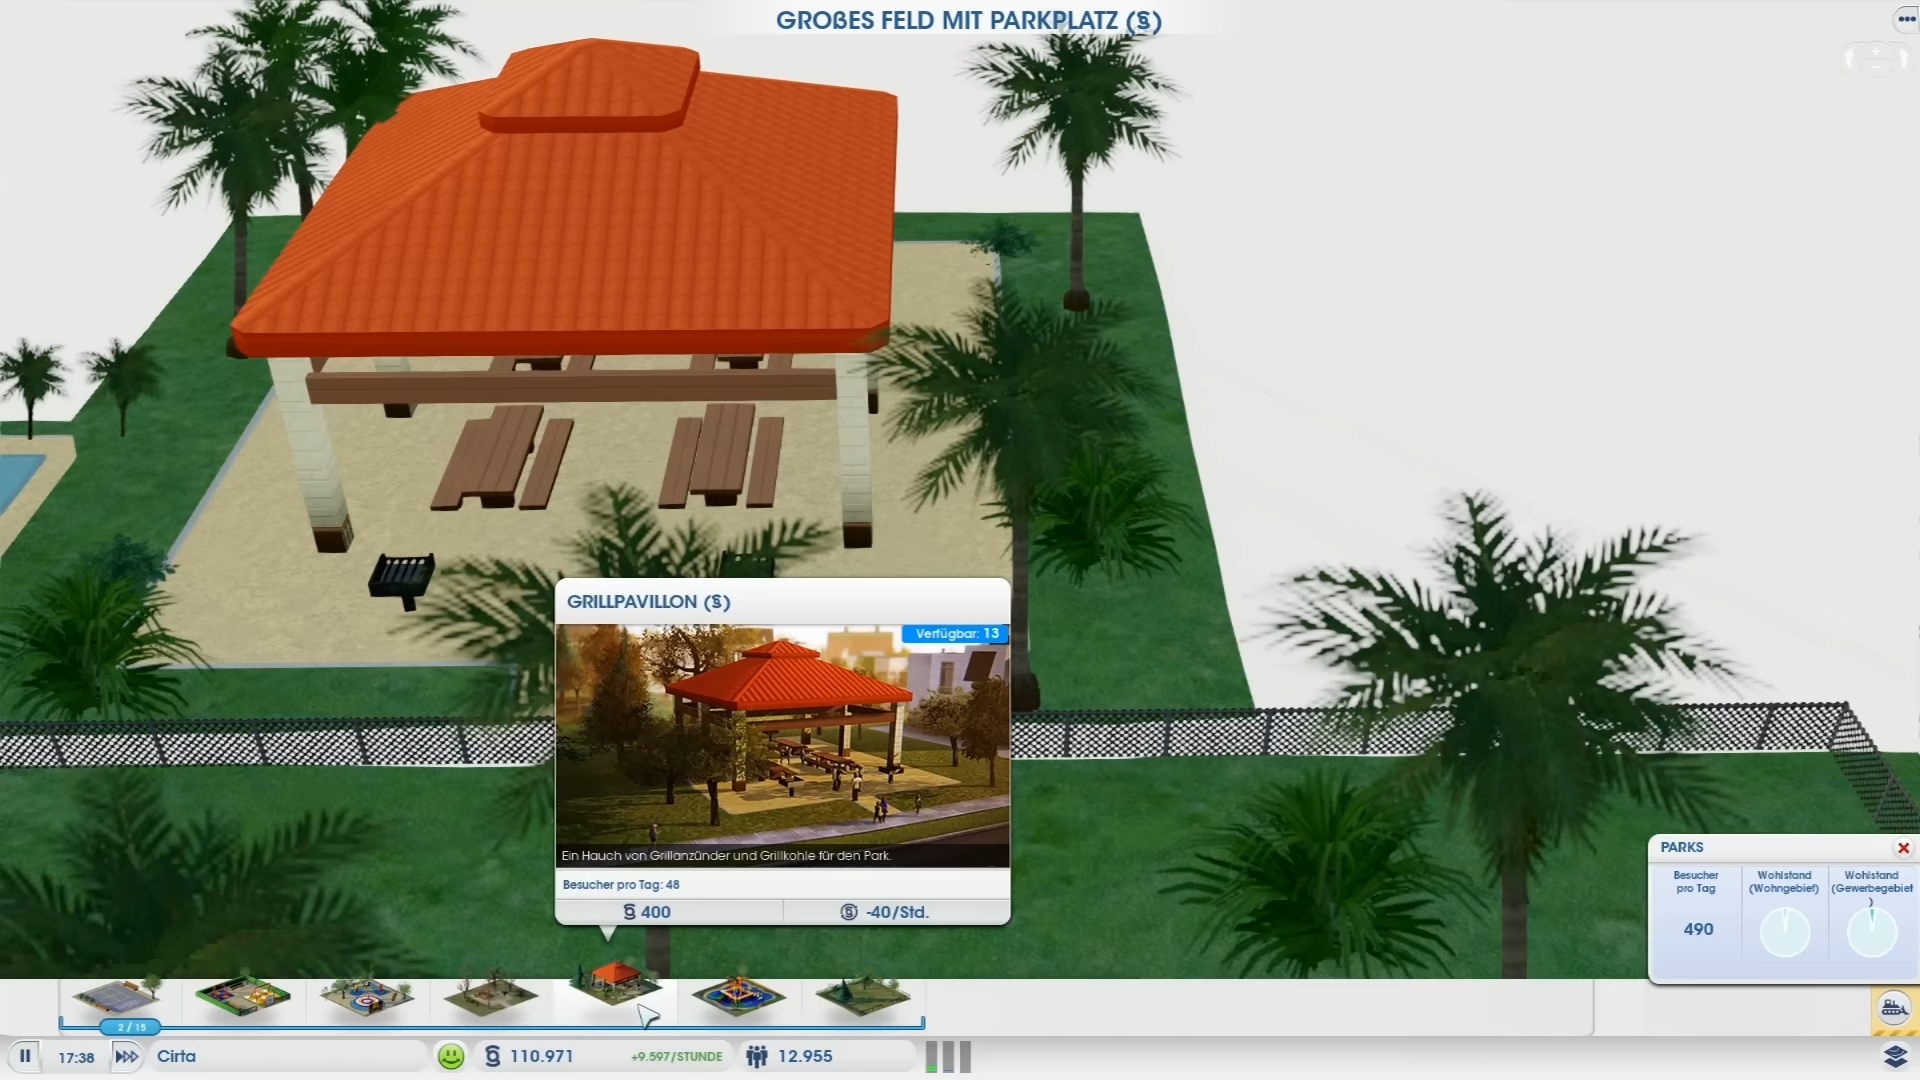 GROßES FELD MIT PARKPLATZ (§)
GRILLPAVILLON (§)
Verfügbar: 13
Ein Hauch von Grillanzünder und Grillkohle für den Park.
Besucher pro Tag: 48
§ 400
§ -40/Std.
PARKS
Besucher pro Tag
Wohlstand (Wohngebiet)
Wohlstand (Gewerbegebiet)
490
2 / 15
17:38
Cirta
§ 110.971
+9.597/STUNDE
12.955